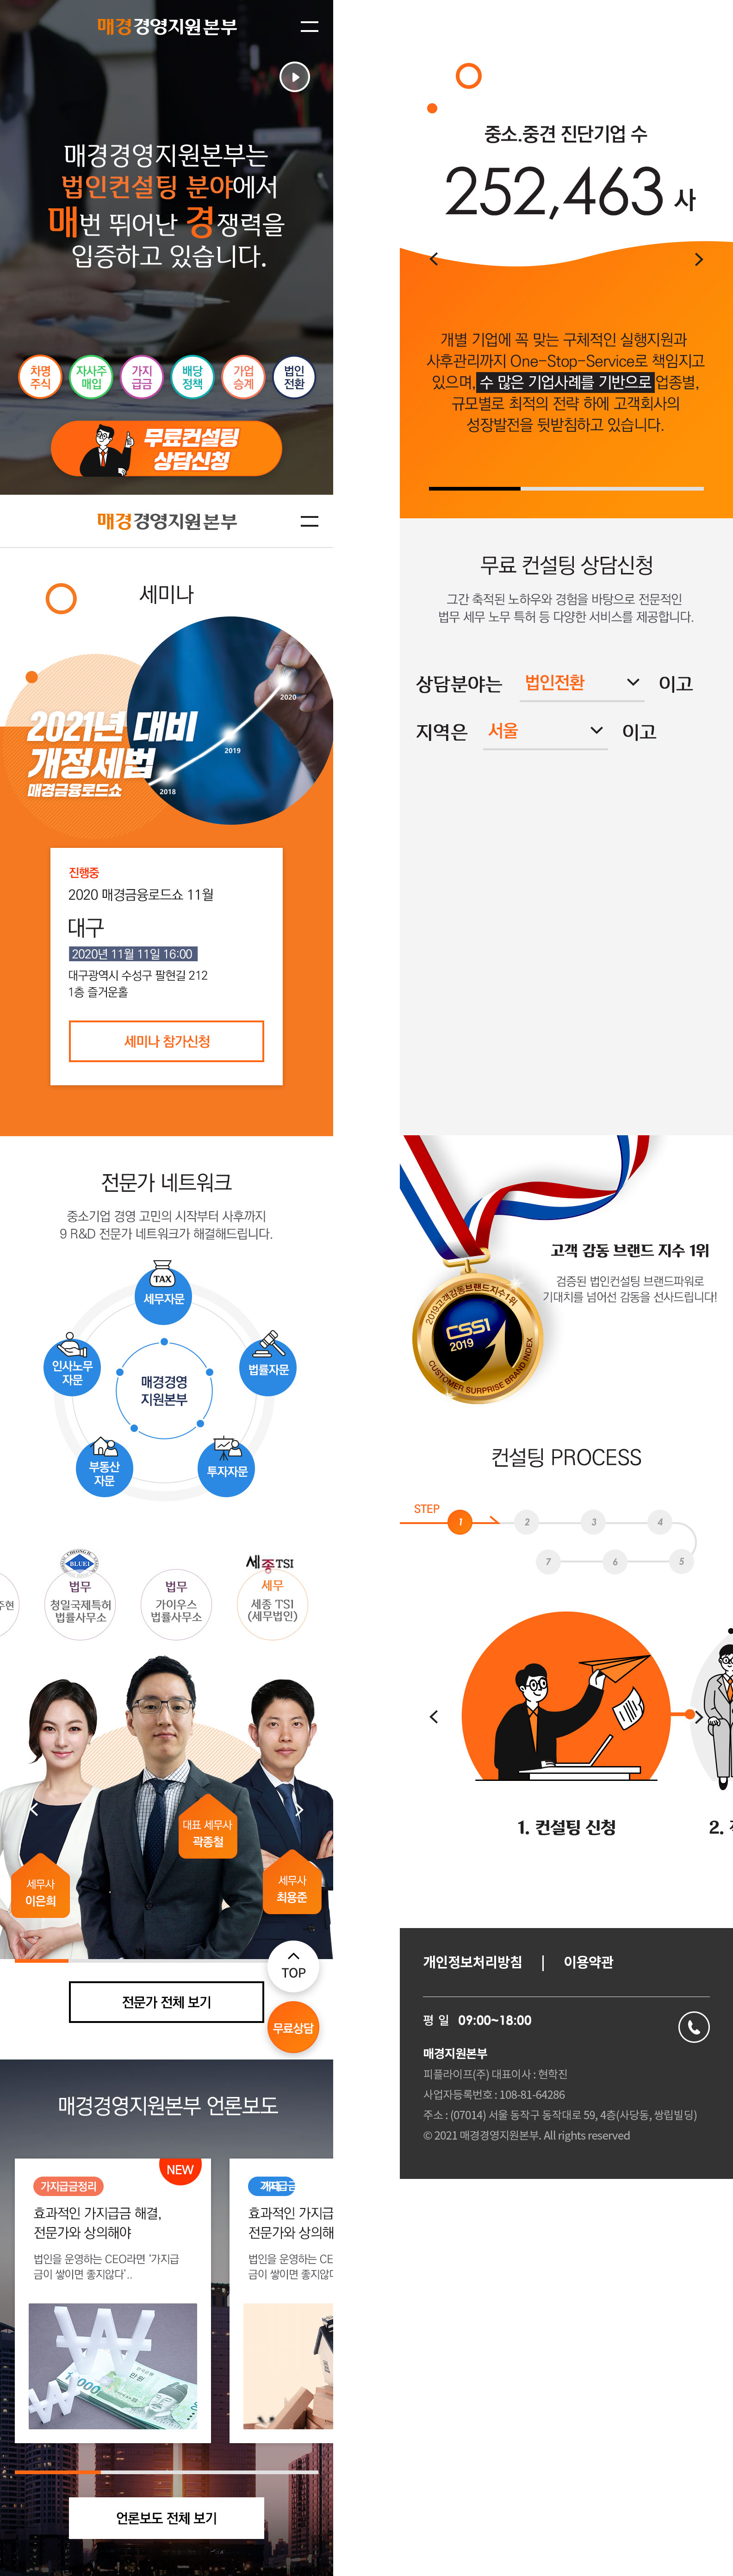 매경경영지원본부
매경경영지원본부는
법인컨설팅 분야에서
매번 뛰어난 경쟁력을
입증하고 있습니다.
차명
주식
자사주
매입
가지
급금
배당
정책
가업
승계
법인
전환
무료컨설팅
상담신청
매경경영지원본부
세미나
2020
2019
2018
2021년 대비
개정세법
매경금융로드쇼
진행중
2020 매경금융로드쇼 11월
대구
2020년 11월 11일 16:00
대구광역시 수성구 팔현길 212
1층 즐거운홀
세미나 참가신청
전문가 네트워크
중소기업 경영 고민의 시작부터 사후까지
9 R&D 전문가 네트워크가 해결해드립니다.
TAX
세무자문
인사노무
자문
법률자문
매경경영
지원본부
부동산
자문
투자자문
주현
BLUE1
법무
청일국제특허
법률사무소
법무
가이우스
법률사무소
세종TSI
세무
세종 TSI
(세무법인)
대표 세무사
곽종철
세무사
이은희
세무사
최용준
TOP
전문가 전체 보기
무료상담
매경경영지원본부 언론보도
NEW
가지급금정리
효과적인 가지급금 해결,
전문가와 상의해야
법인을 운영하는 CEO라면 '가지급
금이 쌓이면 좋지않다'..
효과적인 가지급
전문가와 상의해
법인을 운영하는 CE
금이 쌓이면 좋지않다
언론보도 전체 보기
중소.중견 진단기업 수
252,463 사
개별 기업에 꼭 맞는 구체적인 실행지원과
사후관리까지 One-Stop-Service로 책임지고
있으며, 수 많은 기업사례를 기반으로 업종별,
규모별로 최적의 전략 하에 고객회사의
성장발전을 뒷받침하고 있습니다.
무료 컨설팅 상담신청
그간 축적된 노하우와 경험을 바탕으로 전문적인
법무 세무 노무 특허 등 다양한 서비스를 제공합니다.
상담분야는 법인전환 이고
지역은 서울 이고
고객 감동 브랜드 지수 1위
검증된 법인컨설팅 브랜드파워로
기대치를 넘어선 감동을 선사드립니다!
2019고객감동브랜드지수1위
CSSI
2019
CUSTOMER SURPRISE BRAND INDEX
컨설팅 PROCESS
STEP
1
2
3
4
7
6
5
1. 컨설팅 신청
2.
개인정보처리방침 | 이용약관
평 일 09:00~18:00
매경지원본부
피플라이프(주) 대표이사 : 현학진
사업자등록번호 : 108-81-64286
주소 : (07014) 서울 동작구 동작대로 59, 4층(사당동, 쌍립빌딩)
© 2021 매경경영지원본부. All rights reserved